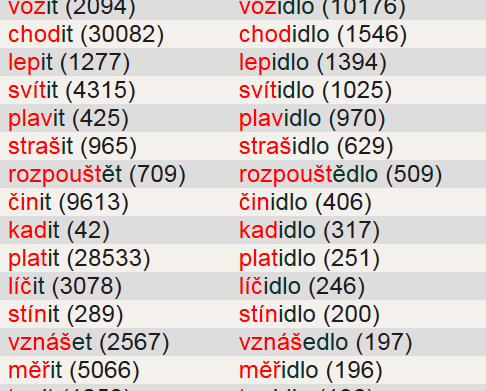 vozit (2094) vozidlo (10176)
chodit (30082) chodidlo (1546)
lepit (1277) lepidlo (1394)
svítit (4315) svítidlo (1025)
plavit (425) plavidlo (970)
strašit (965) strašidlo (629)
rozpouštět (709) rozpouštědlo (509)
činit (9613) činidlo (406)
kadit (42) kadidlo (317)
platit (28533) platidlo (251)
líčit (3078) líčidlo (246)
stínit (289) stínidlo (200)
vznášet (2567) vznášedlo (197)
měřit (5066) měřidlo (196)